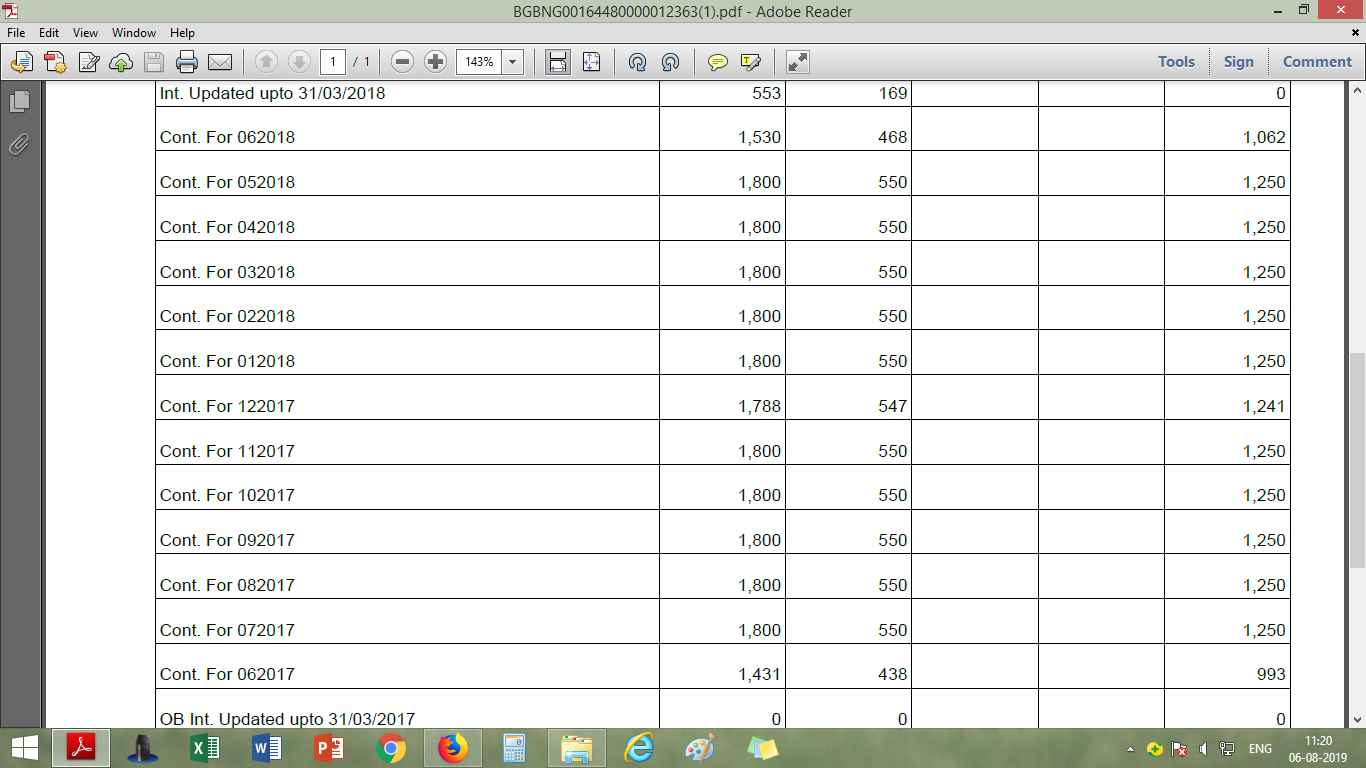 BGBNG00164480000012363(1).pdf - Adobe Reader
File Edit View Window Help
1 / 1 143% Tools Sign Comment
Int. Updated upto 31/03/2018 553 169 0
Cont. For 062018 1,530 468 1,062
Cont. For 052018 1,800 550 1,250
Cont. For 042018 1,800 550 1,250
Cont. For 032018 1,800 550 1,250
Cont. For 022018 1,800 550 1,250
Cont. For 012018 1,800 550 1,250
Cont. For 122017 1,788 547 1,241
Cont. For 112017 1,800 550 1,250
Cont. For 102017 1,800 550 1,250
Cont. For 092017 1,800 550 1,250
Cont. For 082017 1,800 550 1,250
Cont. For 072017 1,800 550 1,250
Cont. For 062017 1,431 438 993
OB Int. Updated upto 31/03/2017 0 0 0
ENG 11:20
06-08-2019